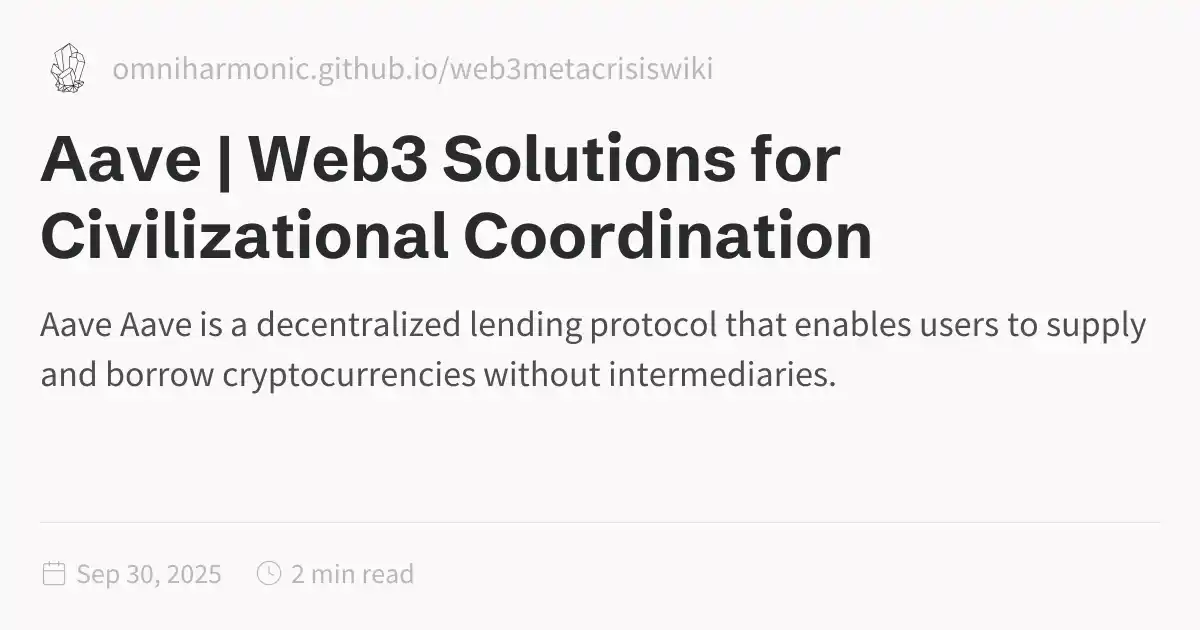 omniharmonic.github.io/web3metacrisiswiki
Aave | Web3 Solutions for
Civilizational Coordination
Aave Aave is a decentralized lending protocol that enables users to supply
and borrow cryptocurrencies without intermediaries.
Sep 30, 2025 2 min read